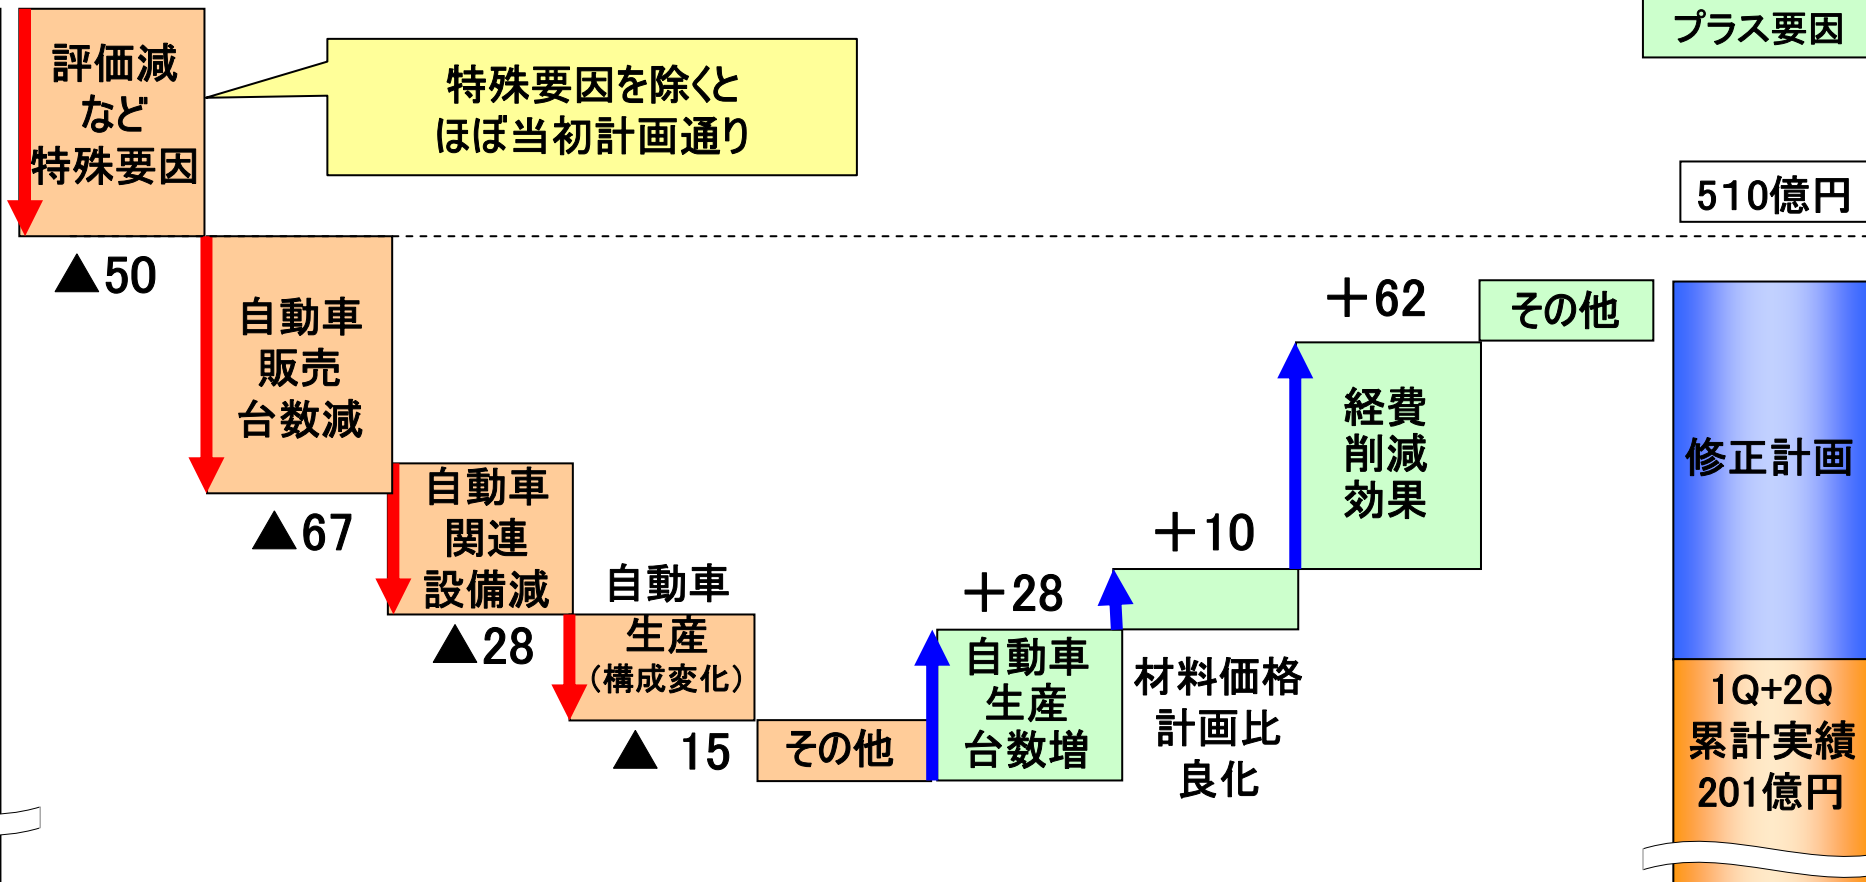 プラス要因
評価減
など
特殊要因
特殊要因を除くと
ほぼ当初計画通り
510億円
▲50
自動車
販売
台数減
▲67
自動車
関連
設備減
▲28
自動車
生産
（構成変化）
▲ 15
その他
＋28
自動車
生産
台数増
＋10
材料価格
計画比
良化
＋62
経費
削減
効果
その他
修正計画
1Q+2Q
累計実績
201億円